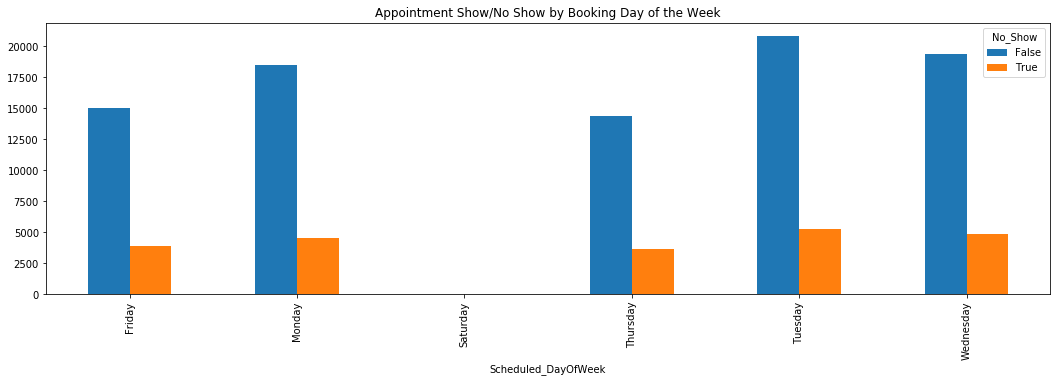 Appointment Show/No Show by Booking Day of the Week
No_Show
False
True
20000
17500
15000
12500
10000
7500
5000
2500
0
Friday
Monday
Saturday
Thursday
Tuesday
Wednesday
Scheduled_DayOfWeek